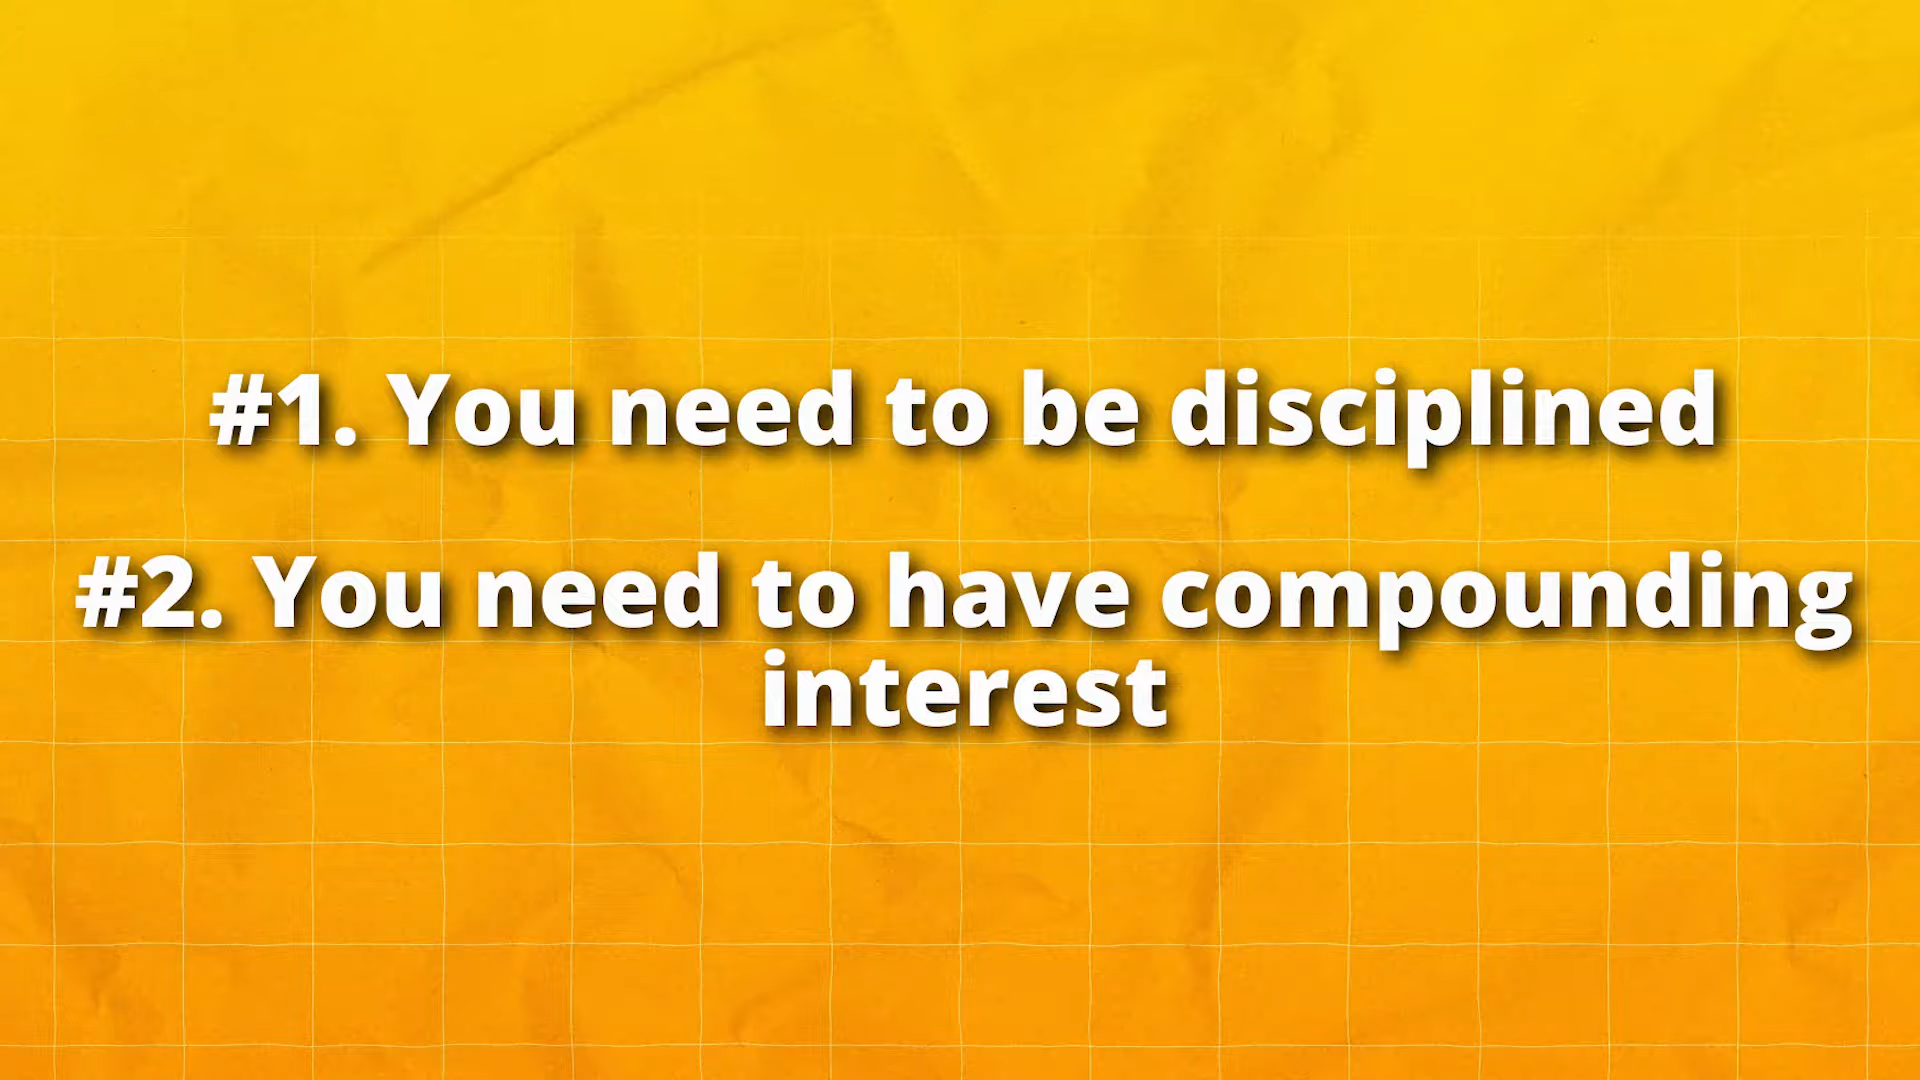 #1. You need to be disciplined
#2. You need to have compounding
interest